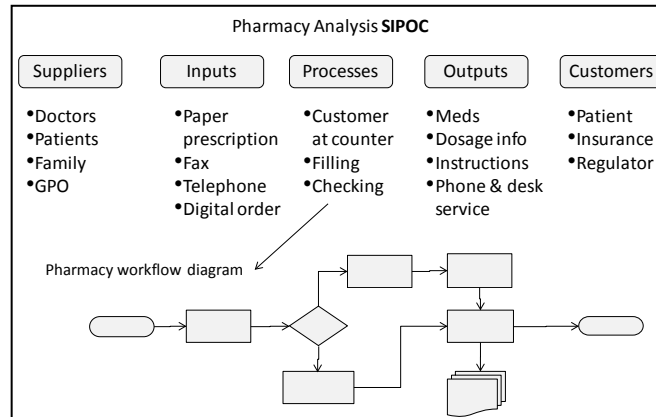 Pharmacy Analysis SIPOC
Suppliers
•Doctors
•Patients
•Family
•GPO
Inputs
•Paper
prescription
•Fax
•Telephone
•Digital order
Processes
•Customer
at counter
•Filling
•Checking
Outputs
•Meds
•Dosage info
•Instructions
•Phone & desk
service
Customers
•Patient
•Insurance
•Regulator
Pharmacy workflow diagram